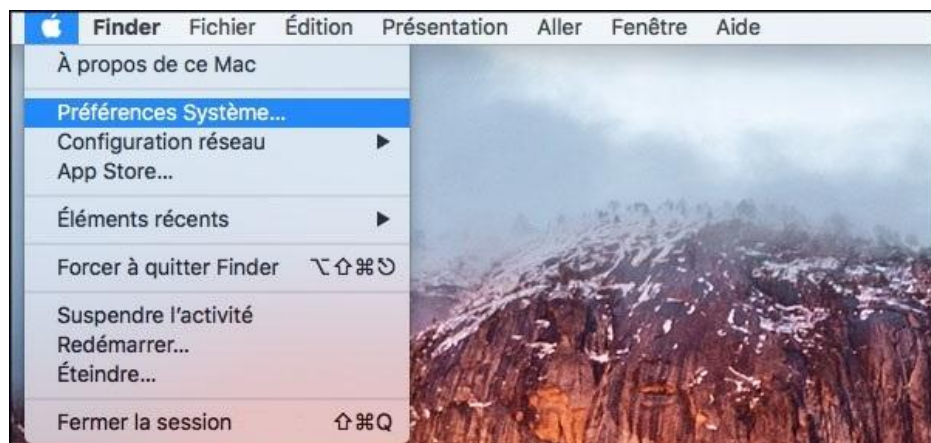 Finder Fichier Édition Présentation Aller Fenêtre Aide
À propos de ce Mac
Préférences Système...
Configuration réseau ▶
App Store...
Éléments récents ▶
Forcer à quitter Finder ⌥⇧⌘⎋
Suspendre l'activité
Redémarrer...
Éteindre...
Fermer la session ⇧⌘Q